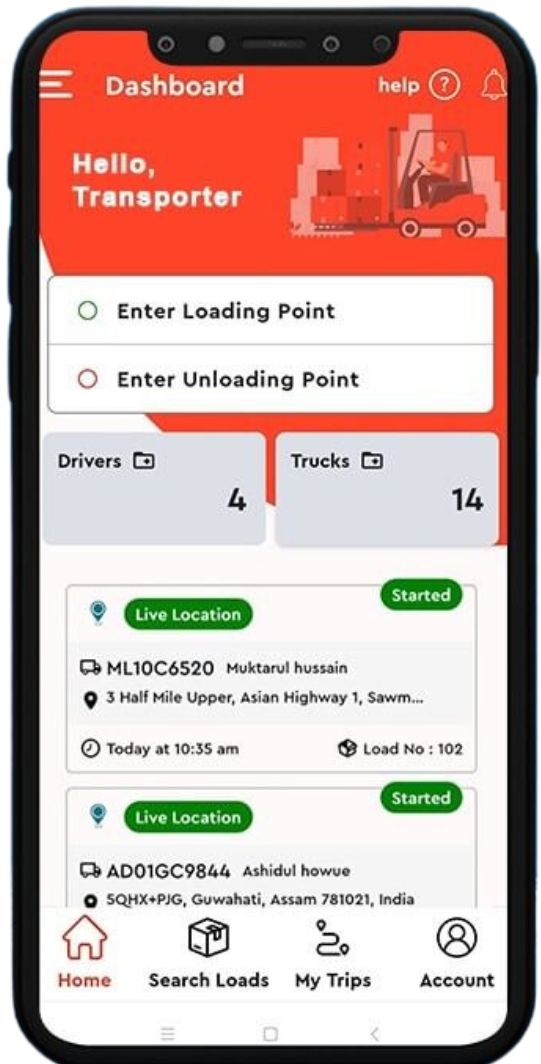 Dashboard help ?
Hello,
Transporter
Enter Loading Point
Enter Unloading Point
Drivers Trucks
4 14
Started
Live Location
ML10C6520 Muktarul hussain
3 Half Mile Upper, Asian Highway 1, Sawm...
Today at 10:35 am Load No : 102
Started
Live Location
AD01GC9844 Ashidul howue
5QHX+PJG, Guwahati, Assam 781021, India
Home Search Loads My Trips Account